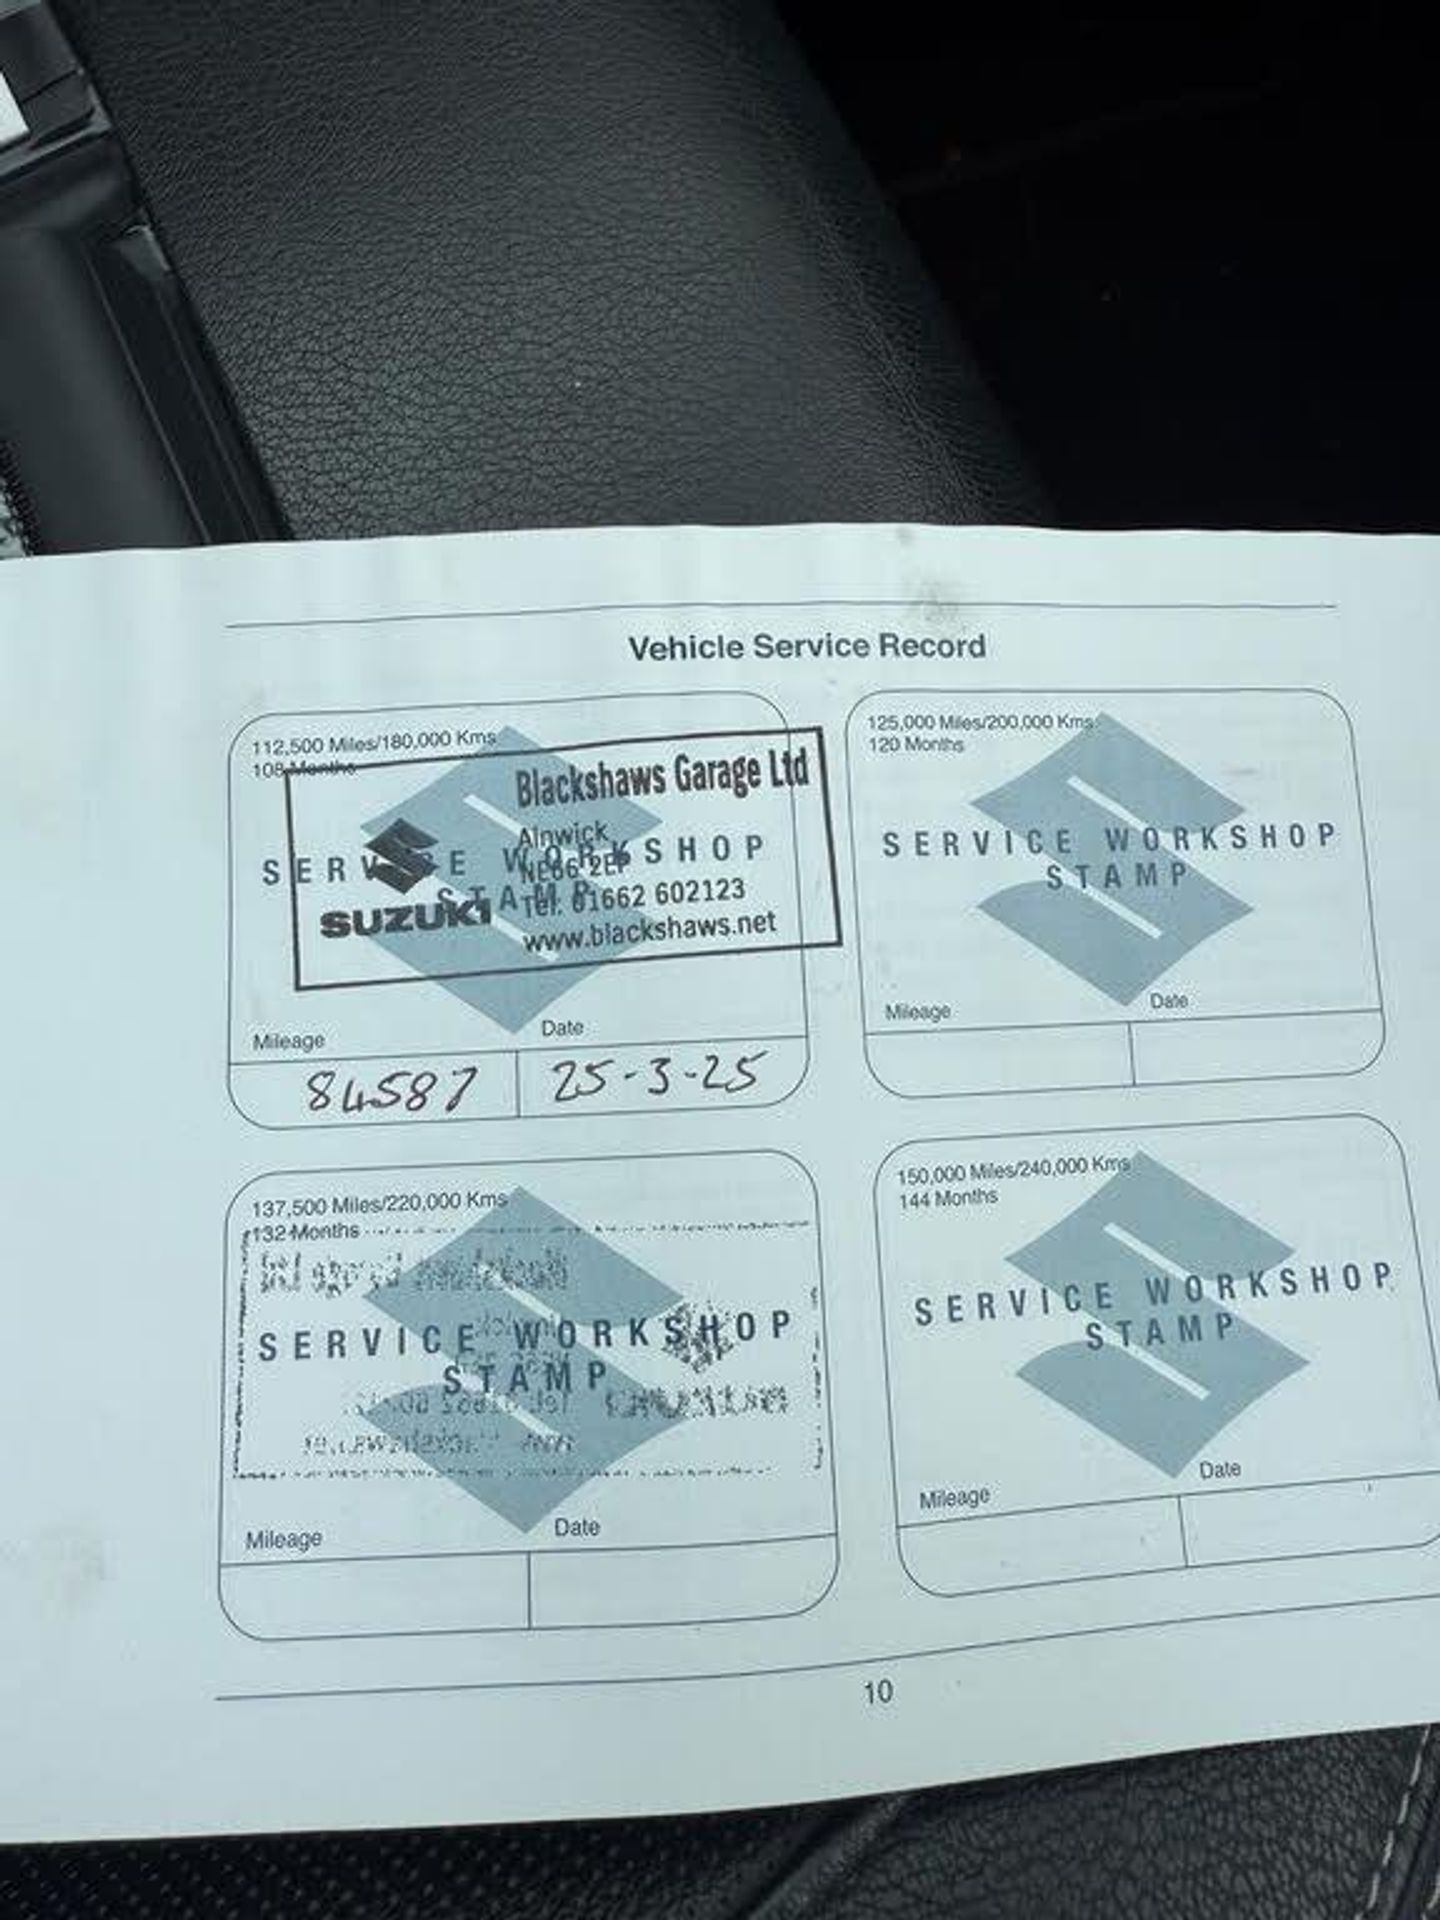 Vehicle Service Record
112,500 Miles/180,000 Kms
108 Months
SERVICE WORKSHOP
STAMP
Blackshaws Garage Ltd
Alnwick
NE66 2EP
Tel: 01662 602123
www.blackshaws.net
SUZUKI
Mileage
Date
84587
25-3-25
125,000 Miles/200,000 Kms
120 Months
SERVICE WORKSHOP
STAMP
Mileage
Date
137,500 Miles/220,000 Kms
132 Months
SERVICE WORKSHOP
STAMP
Mileage
Date
150,000 Miles/240,000 Kms
144 Months
SERVICE WORKSHOP
STAMP
Mileage
Date
10